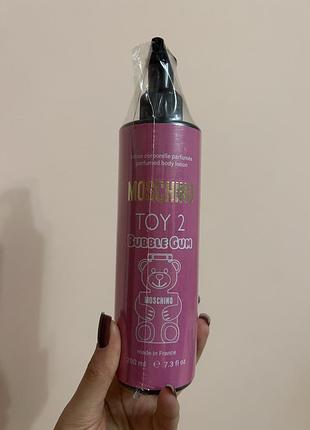 lotion corporelle parfumée
perfumed body lotion
MOSCHINO
TOY 2
BUBBLE GUM
MOSCHINO
made in France
200 ml ℮ 7.3 fl oz